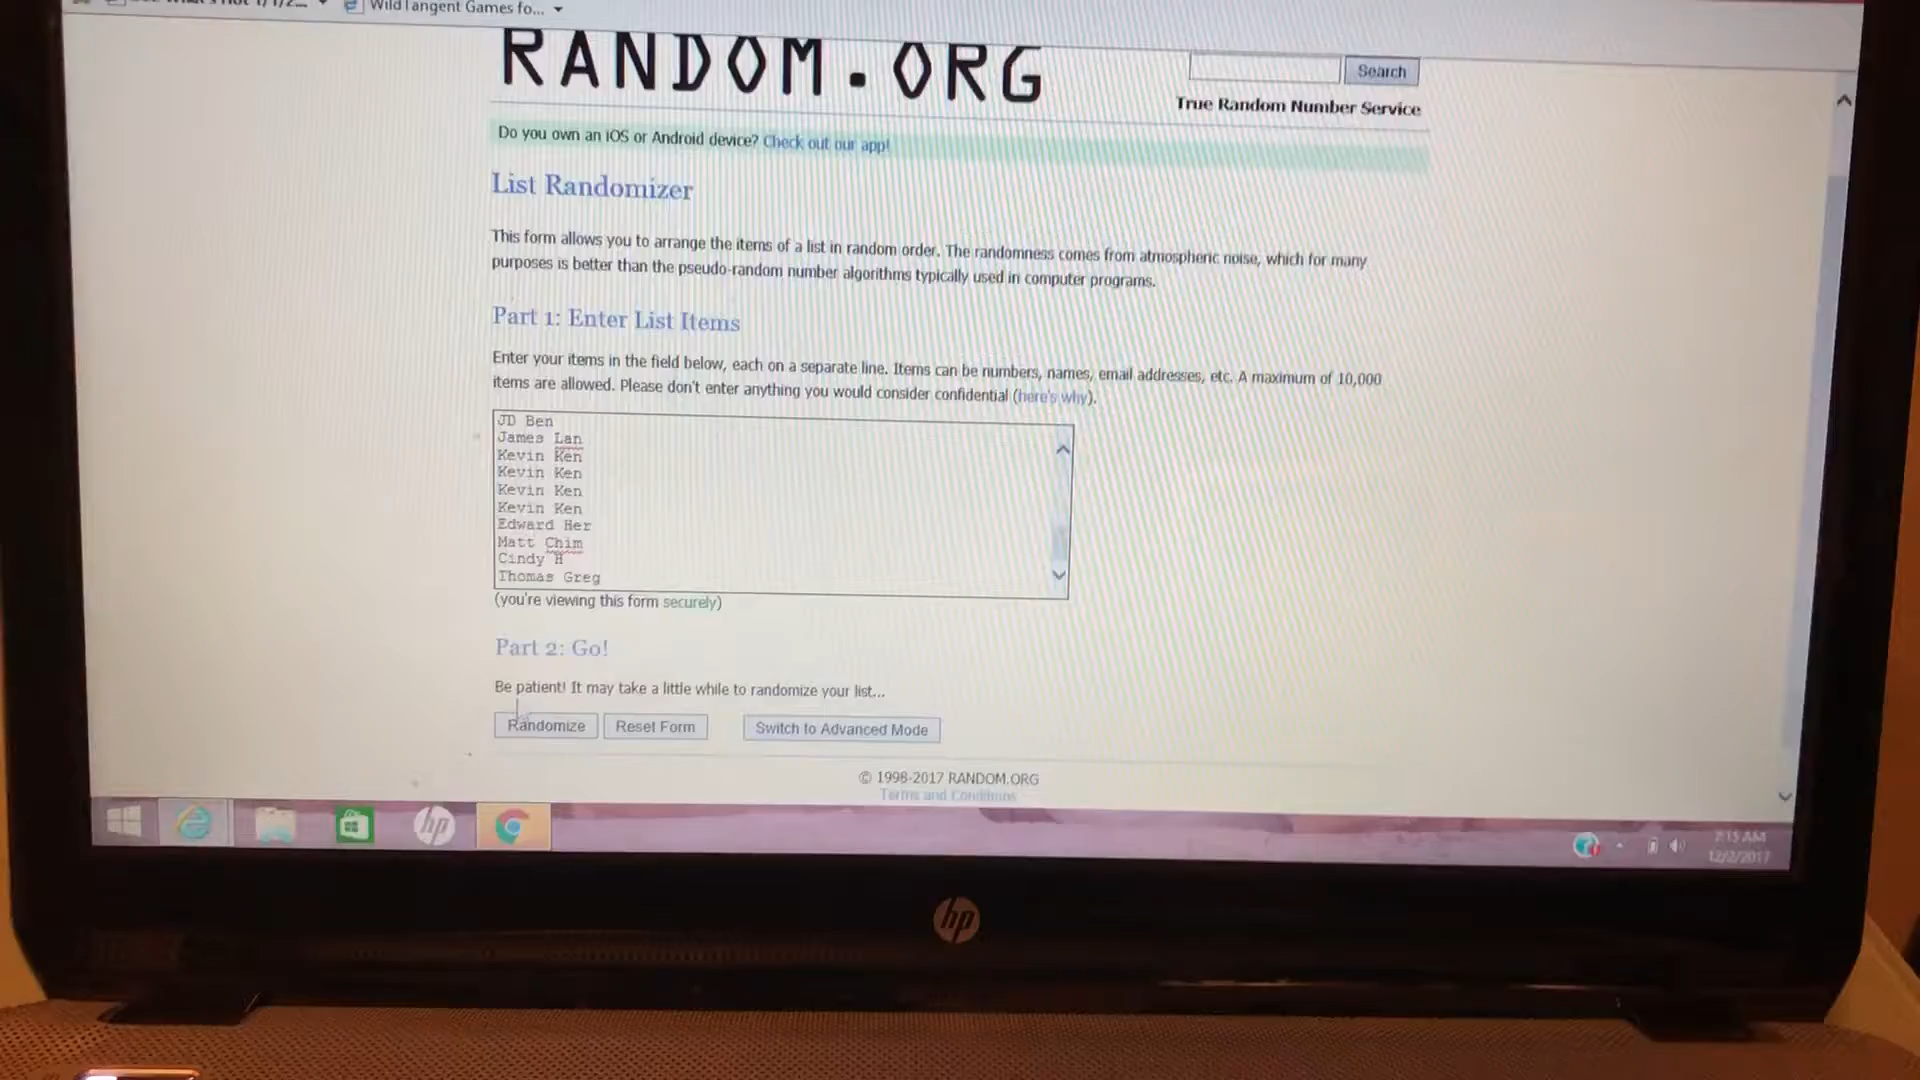 WildTangent Games fo...
RANDOM.ORG
Search
True Random Number Service
Do you own an iOS or Android device? Check out our app!
List Randomizer
This form allows you to arrange the items of a list in random order. The randomness comes from atmospheric noise, which for many
purposes is better than the pseudo-random number algorithms typically used in computer programs.
Part 1: Enter List Items
Enter your items in the field below, each on a separate line. Items can be numbers, names, email addresses, etc. A maximum of 10,000
items are allowed. Please don't enter anything you would consider confidential (here's why).
JD Ben
James Lan
Kevin Ken
Kevin Ken
Kevin Ken
Kevin Ken
Edward Her
Matt Chim
Cindy H
Thomas Greg
(you're viewing this form securely)
Part 2: Go!
Be patient! It may take a little while to randomize your list...
Randomize
Reset Form
Switch to Advanced Mode
© 1998-2017 RANDOM.ORG
Terms and Conditions
hp
7:15 AM
12/2/2017
hp